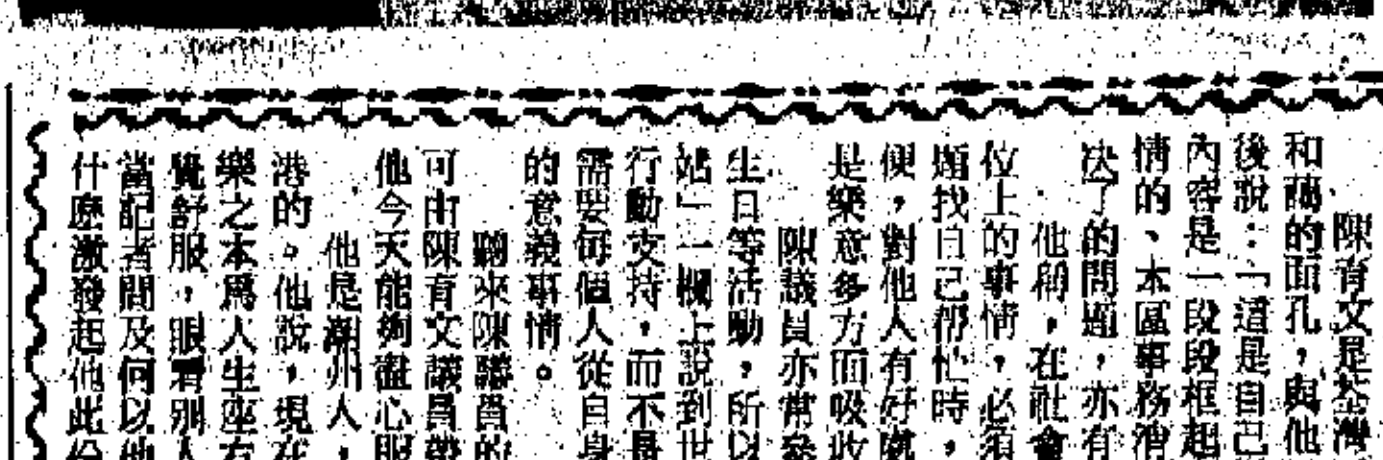 陳育文是荃灣
和藹的面孔，與他
後說：「這是自己
內容是一段段框起
情的、本區事務消
決了的問題，亦有
他稱，在社會
位上的事情，必須
煩找自己帮忙時，
便，對他人有好處
是樂意多方面吸收
陳議員亦常參
生日等活動，所以
站」一欄上說到世
行動支持，而不是
需要每個人從自身
的意義事情。
聽來陳議員的
可由陳育文議員帶
他今天能夠盡心服
他是潮州人，
港的。他說，現在
樂之本爲人生座右
覺舒服，眼看別人
當記者問及何以他
什麽激發起他此份